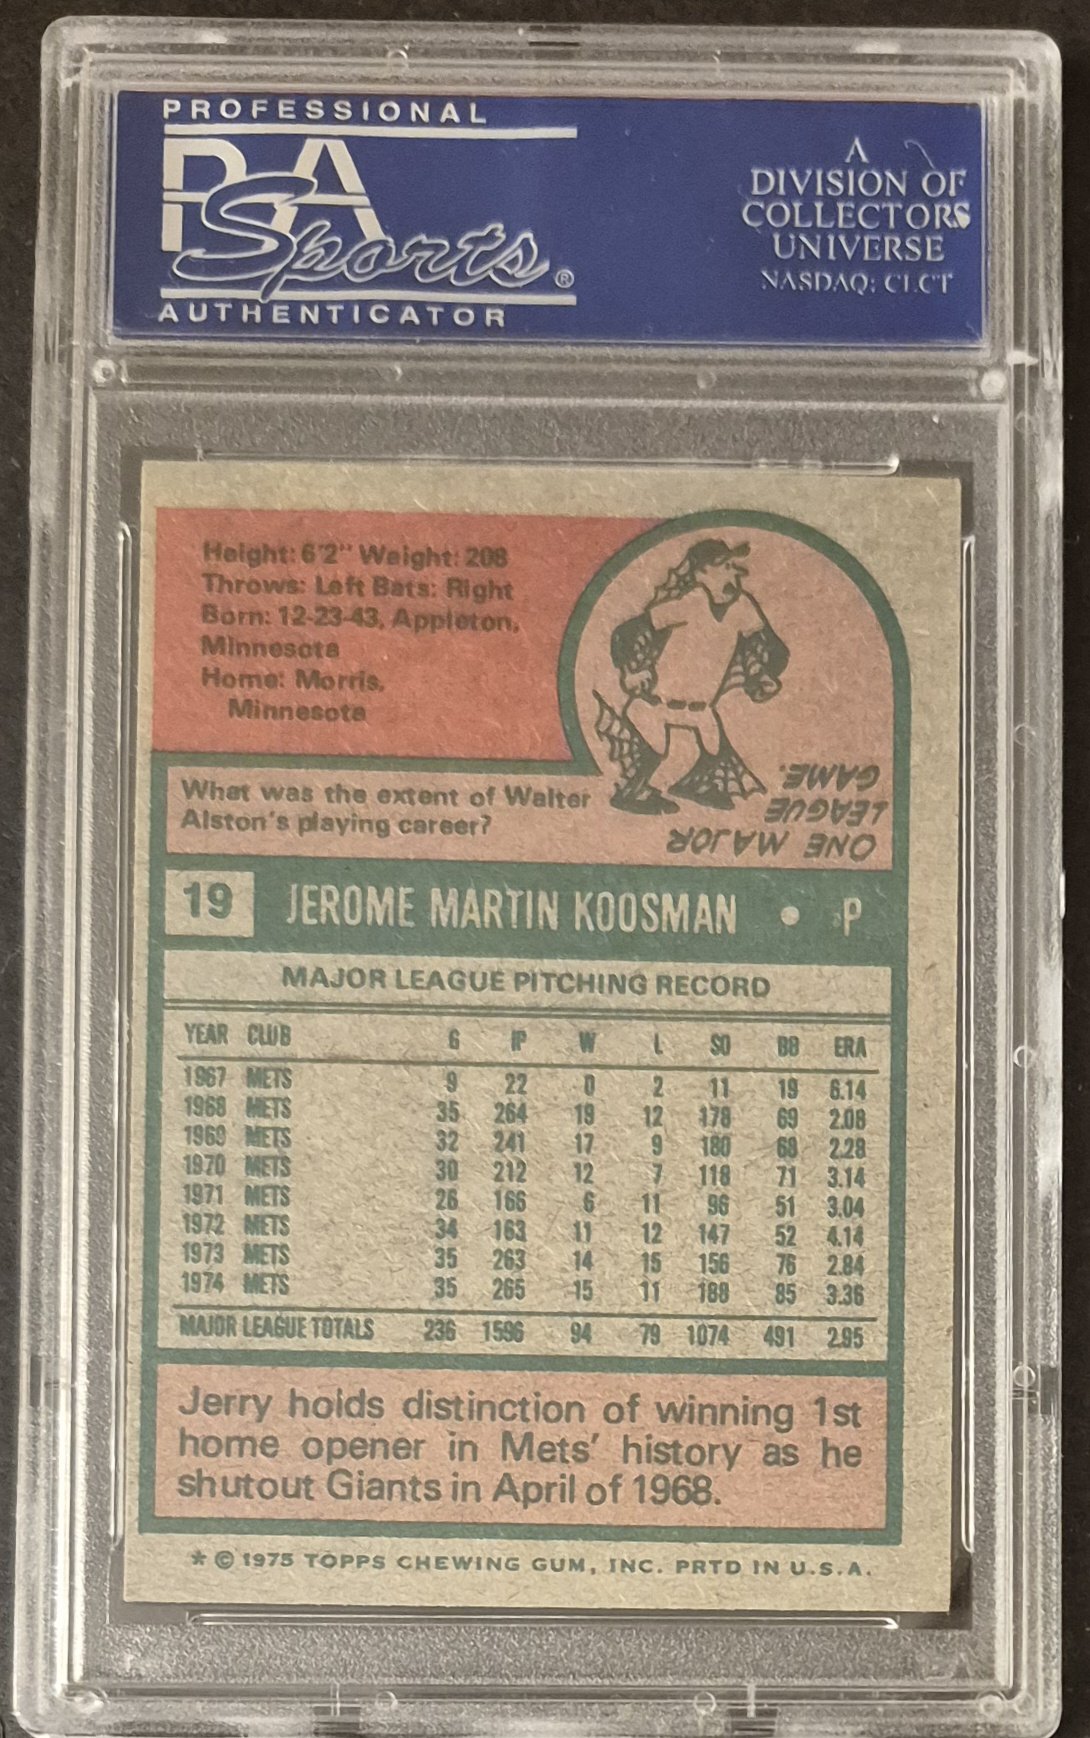 PROFESSIONAL
PSA
Sports®
AUTHENTICATOR
A
DIVISION OF
COLLECTORS
UNIVERSE
NASDAQ: CLCT
Height: 6'2" Weight: 208
Throws: Left Bats: Right
Born: 12-23-43, Appleton,
Minnesota
Home: Morris,
Minnesota
What was the extent of Walter
Alston's playing career?
ONE MAJOR
LEAGUE
GAME.
19 JEROME MARTIN KOOSMAN • P
MAJOR LEAGUE PITCHING RECORD
YEAR CLUB G IP W L SO BB ERA
1967 METS 9 22 0 2 11 19 6.14
1968 METS 35 264 19 12 178 69 2.08
1969 METS 32 241 17 9 180 68 2.28
1970 METS 30 212 12 7 118 71 3.14
1971 METS 26 166 6 11 96 51 3.04
1972 METS 34 163 11 12 147 52 4.14
1973 METS 35 263 14 15 156 76 2.84
1974 METS 35 265 15 11 188 85 3.36
MAJOR LEAGUE TOTALS 236 1596 94 79 1074 491 2.95
Jerry holds distinction of winning 1st
home opener in Mets' history as he
shutout Giants in April of 1968.
* © 1975 TOPPS CHEWING GUM, INC. PRTD IN U.S.A.